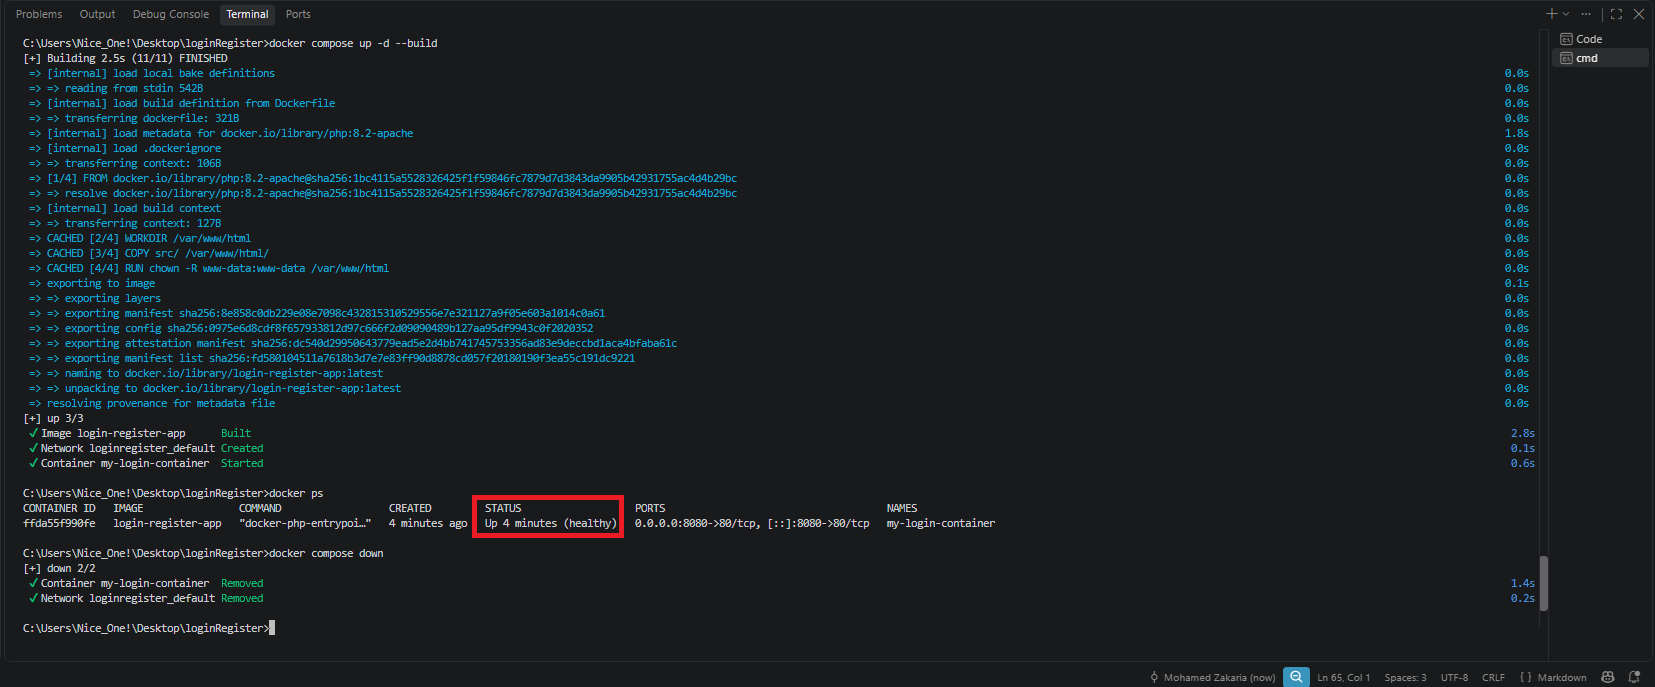 Problems Output Debug Console Terminal Ports
Code
cmd
C:\Users\Nice_One!\Desktop\loginRegister>docker compose up -d --build
[+] Building 2.5s (11/11) FINISHED
=> [internal] load local bake definitions 0.0s
=> => reading from stdin 542B 0.0s
=> [internal] load build definition from Dockerfile 0.0s
=> => transferring dockerfile: 321B 0.0s
=> [internal] load metadata for docker.io/library/php:8.2-apache 1.8s
=> [internal] load .dockerignore 0.0s
=> => transferring context: 106B 0.0s
=> [1/4] FROM docker.io/library/php:8.2-apache@sha256:1bc4115a5528326425f1f59846fc7879d7d3843da9905b42931755ac4d4b29bc 0.0s
=> => resolve docker.io/library/php:8.2-apache@sha256:1bc4115a5528326425f1f59846fc7879d7d3843da9905b42931755ac4d4b29bc 0.0s
=> [internal] load build context 0.0s
=> => transferring context: 127B 0.0s
=> CACHED [2/4] WORKDIR /var/www/html 0.0s
=> CACHED [3/4] COPY src/ /var/www/html/ 0.0s
=> CACHED [4/4] RUN chown -R www-data:www-data /var/www/html 0.0s
=> exporting to image 0.1s
=> => exporting layers 0.0s
=> => exporting manifest sha256:8e858c0db229e08e7098c432815310529556e7e321127a9f05e603a1014c0a61 0.0s
=> => exporting config sha256:0975e6d8cdf8f657933812d97c666f2d09090489b127aa95df9943c0f2020352 0.0s
=> => exporting attestation manifest sha256:dc540d29950643779ead5e2d4bb741745753356ad83e9deccbd1aca4bfaba61c 0.0s
=> => exporting manifest list sha256:fd580104511a7618b3d7e7e83ff90d8878cd057f20180190f3ea55c191dc9221 0.0s
=> => naming to docker.io/library/login-register-app:latest 0.0s
=> => unpacking to docker.io/library/login-register-app:latest 0.0s
=> resolving provenance for metadata file 0.0s
[+] up 3/3
✓ Image login-register-app Built 2.8s
✓ Network loginregister_default Created 0.1s
✓ Container my-login-container Started 0.6s
C:\Users\Nice_One!\Desktop\loginRegister>docker ps
CONTAINER ID IMAGE COMMAND CREATED STATUS PORTS NAMES
ffda55f990fe login-register-app "docker-php-entrypoi…" 4 minutes ago Up 4 minutes (healthy) 0.0.0.0:8080->80/tcp, [::]:8080->80/tcp my-login-container
C:\Users\Nice_One!\Desktop\loginRegister>docker compose down
[+] down 2/2
✓ Container my-login-container Removed 1.4s
✓ Network loginregister_default Removed 0.2s
C:\Users\Nice_One!\Desktop\loginRegister>
Mohamed Zakaria (now) Ln 65, Col 1 Spaces: 3 UTF-8 CRLF { } Markdown